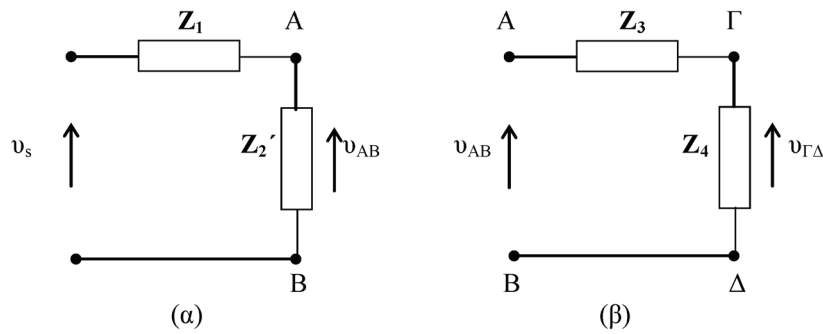 Z₁ A
υₛ Z₂´ υ_AB
B
(α)
A Z₃ Γ
υ_AB Z₄ υ_ΓΔ
B Δ
(β)